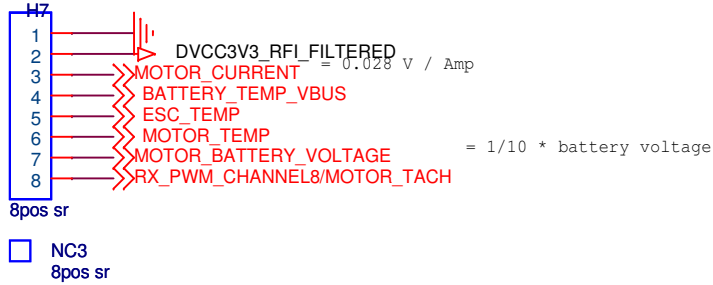 H7
1
2 DVCC3V3_RFI_FILTERED
3 MOTOR_CURRENT = 0.028 V / Amp
4 BATTERY_TEMP_VBUS
5 ESC_TEMP
6 MOTOR_TEMP
7 MOTOR_BATTERY_VOLTAGE = 1/10 * battery voltage
8 RX_PWM_CHANNEL8/MOTOR_TACH
8pos sr
NC3
8pos sr